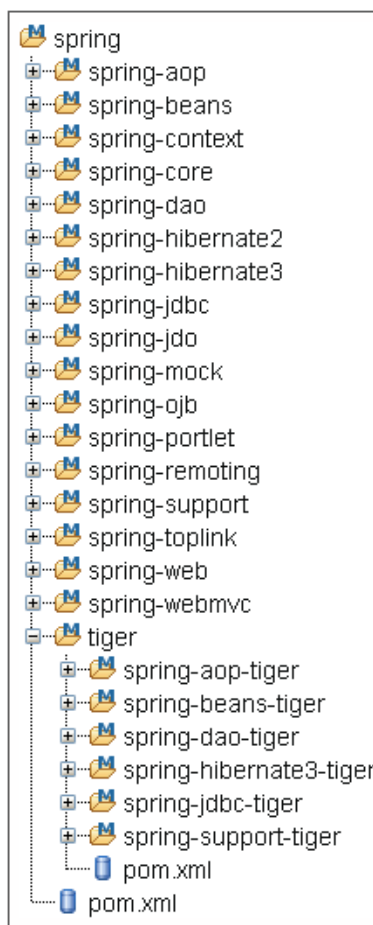 spring
spring-aop
spring-beans
spring-context
spring-core
spring-dao
spring-hibernate2
spring-hibernate3
spring-jdbc
spring-jdo
spring-mock
spring-ojb
spring-portlet
spring-remoting
spring-support
spring-toplink
spring-web
spring-webmvc
tiger
spring-aop-tiger
spring-beans-tiger
spring-dao-tiger
spring-hibernate3-tiger
spring-jdbc-tiger
spring-support-tiger
pom.xml
pom.xml